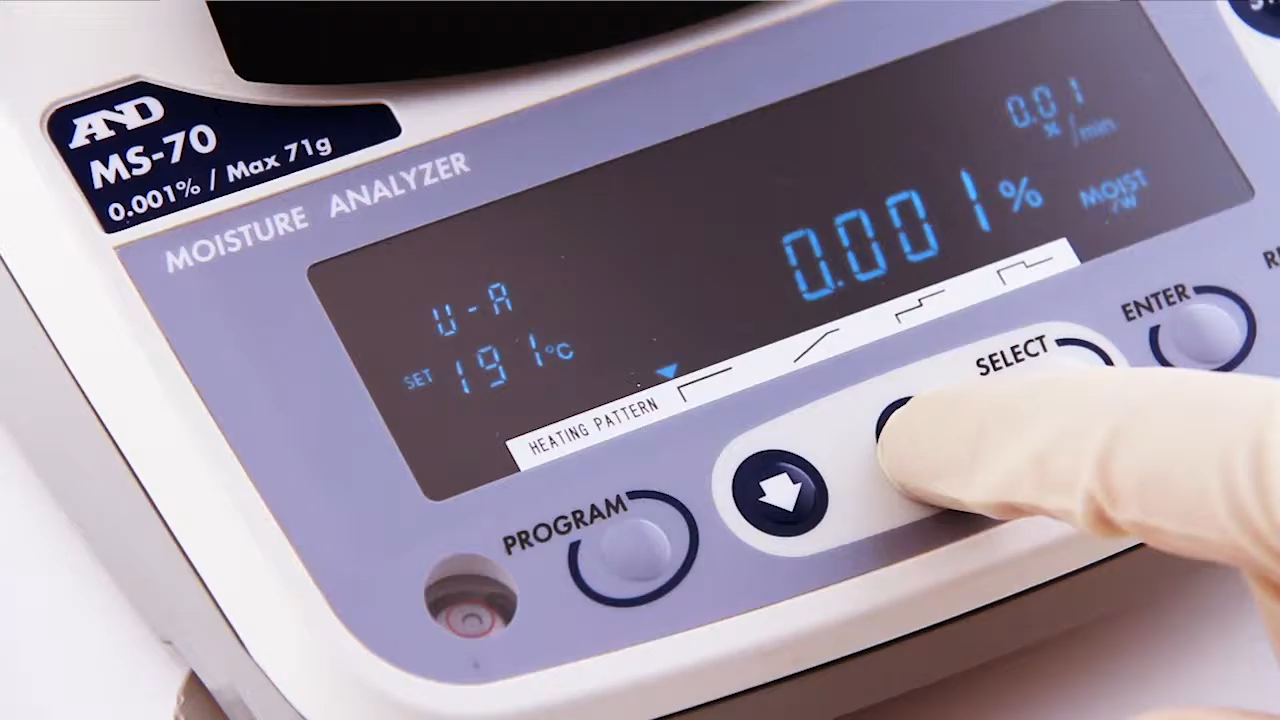 AND
MS-70
0.001% / Max 71g
MOISTURE ANALYZER
0.01
%/min
0.001 %
MOIST
/W
U-A
SET 191°C
HEATING PATTERN
SELECT
ENTER
PROGRAM